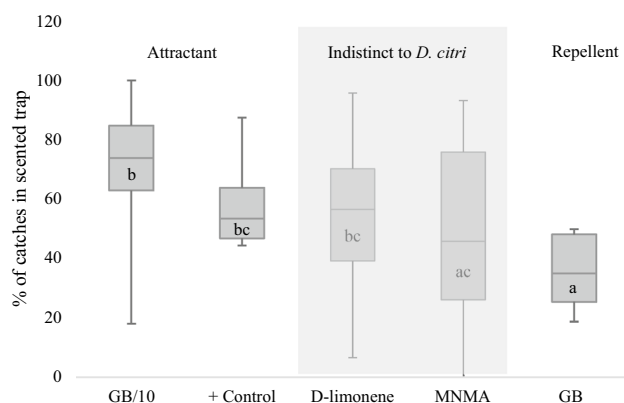 120
Attractant Indistinct to D. citri Repellent
100
80
b
60
bc bc
ac
40
a
20
0
GB/10 + Control D-limonene MNMA GB
% of catches in scented trap